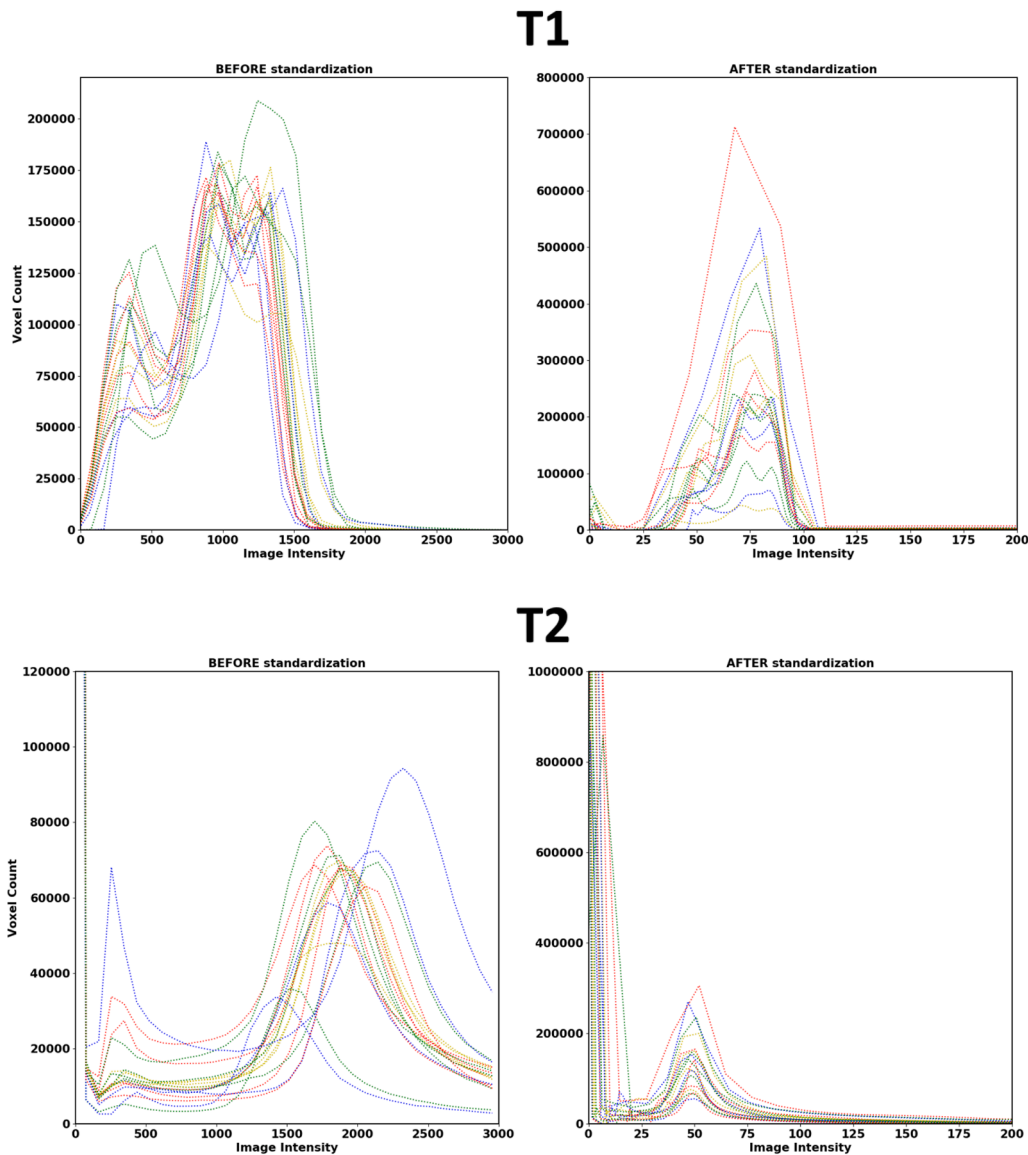 T1
BEFORE standardization
AFTER standardization
Voxel Count
200000
175000
150000
125000
100000
75000
50000
25000
0
0 500 1000 1500 2000 2500 3000
Image Intensity
800000
700000
600000
500000
400000
300000
200000
100000
0
0 25 50 75 100 125 150 175 200
Image Intensity
T2
BEFORE standardization
AFTER standardization
Voxel Count
120000
100000
80000
60000
40000
20000
0
0 500 1000 1500 2000 2500 3000
Image Intensity
1000000
800000
600000
400000
200000
0
0 25 50 75 100 125 150 175 200
Image Intensity